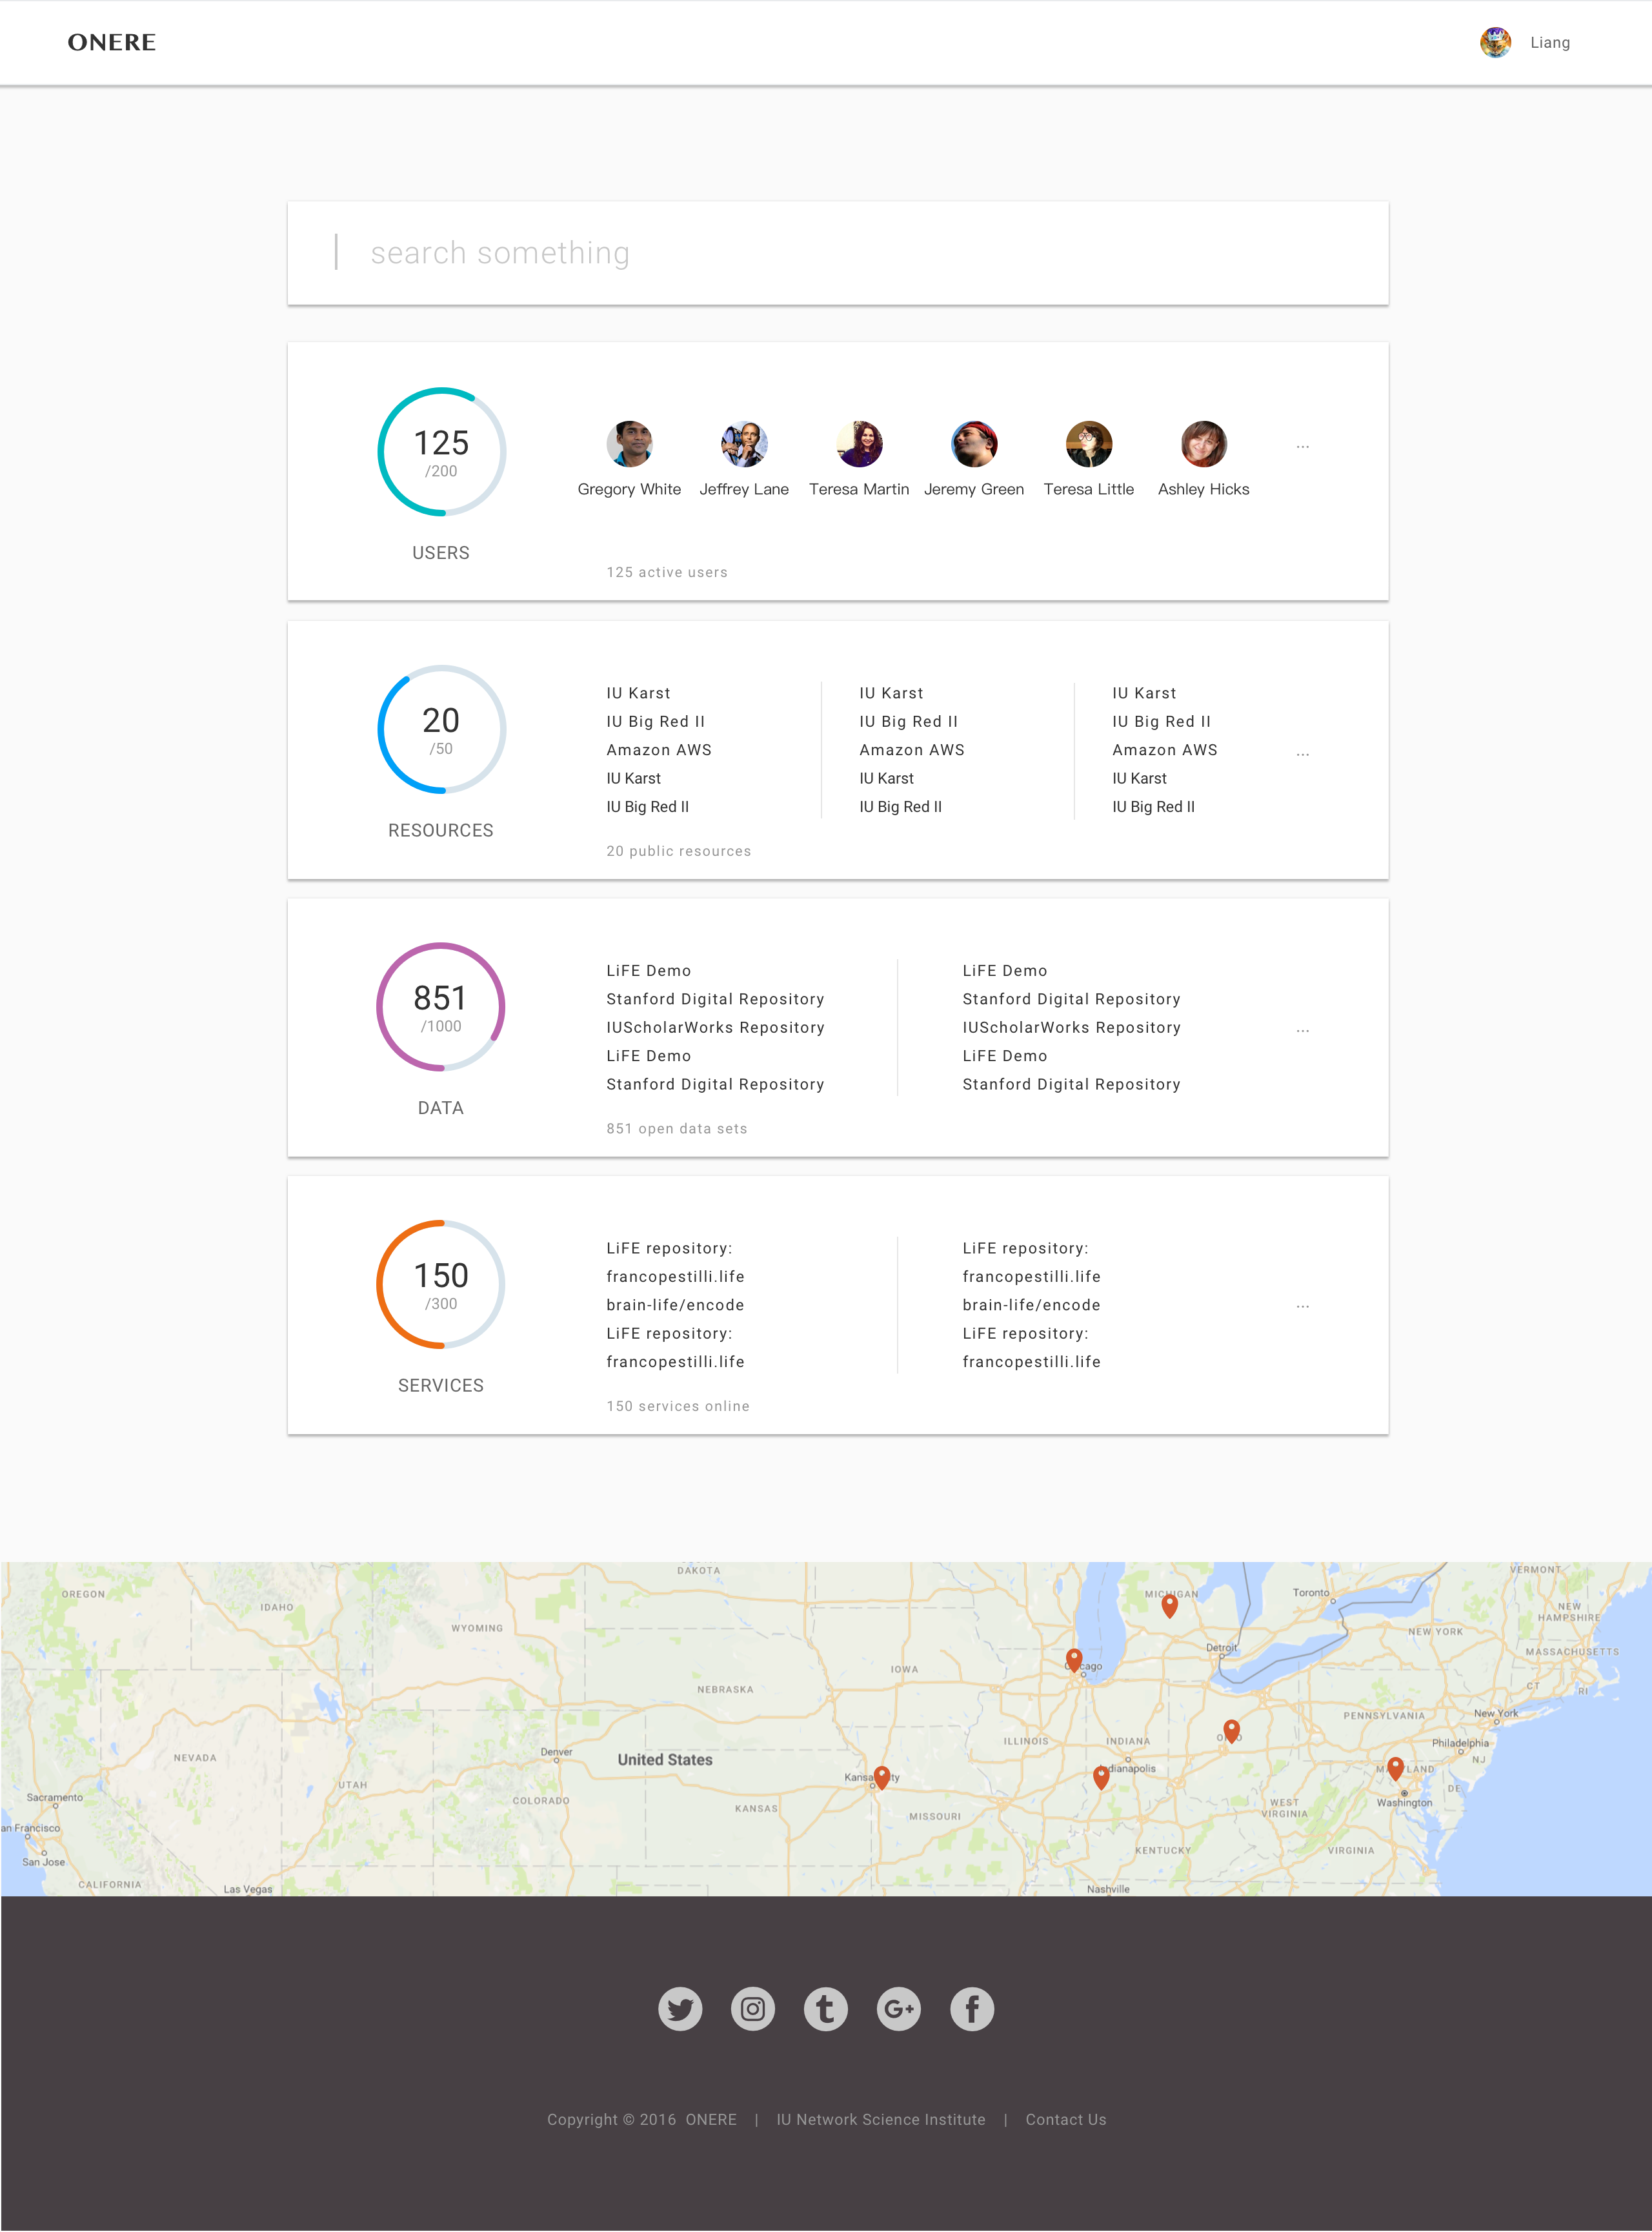 ONERE
Liang
search something
125
/200
USERS
Gregory White
Jeffrey Lane
Teresa Martin
Jeremy Green
Teresa Little
Ashley Hicks
...
125 active users
20
/50
RESOURCES
IU Karst
IU Big Red II
Amazon AWS
IU Karst
IU Big Red II
IU Karst
IU Big Red II
Amazon AWS
IU Karst
IU Big Red II
IU Karst
IU Big Red II
Amazon AWS
IU Karst
IU Big Red II
...
20 public resources
851
/1000
DATA
LiFE Demo
Stanford Digital Repository
IUScholarWorks Repository
LiFE Demo
Stanford Digital Repository
LiFE Demo
Stanford Digital Repository
IUScholarWorks Repository
LiFE Demo
Stanford Digital Repository
...
851 open data sets
150
/300
SERVICES
LiFE repository:
francopestilli.life
brain-life/encode
LiFE repository:
francopestilli.life
LiFE repository:
francopestilli.life
brain-life/encode
LiFE repository:
francopestilli.life
...
150 services online
DAKOTA
VERMONT
OREGON
IDAHO
MICHIGAN
Toronto
NEW
HAMPSHIRE
WYOMING
NEW YORK
Detroit
MASSACHUSETTS
IOWA
NEBRASKA
CT
RI
PENNSYLVANIA
New York
ILLINOIS
INDIANA
Philadelphia
NEVADA
Denver
United States
NJ
UTAH
DE
Sacramento
COLORADO
KANSAS
MISSOURI
WEST
VIRGINIA
Washington
an Francisco
San Jose
KENTUCKY
VIRGINIA
CALIFORNIA
Las Vegas
Nashville
Copyright © 2016 ONERE | IU Network Science Institute | Contact Us